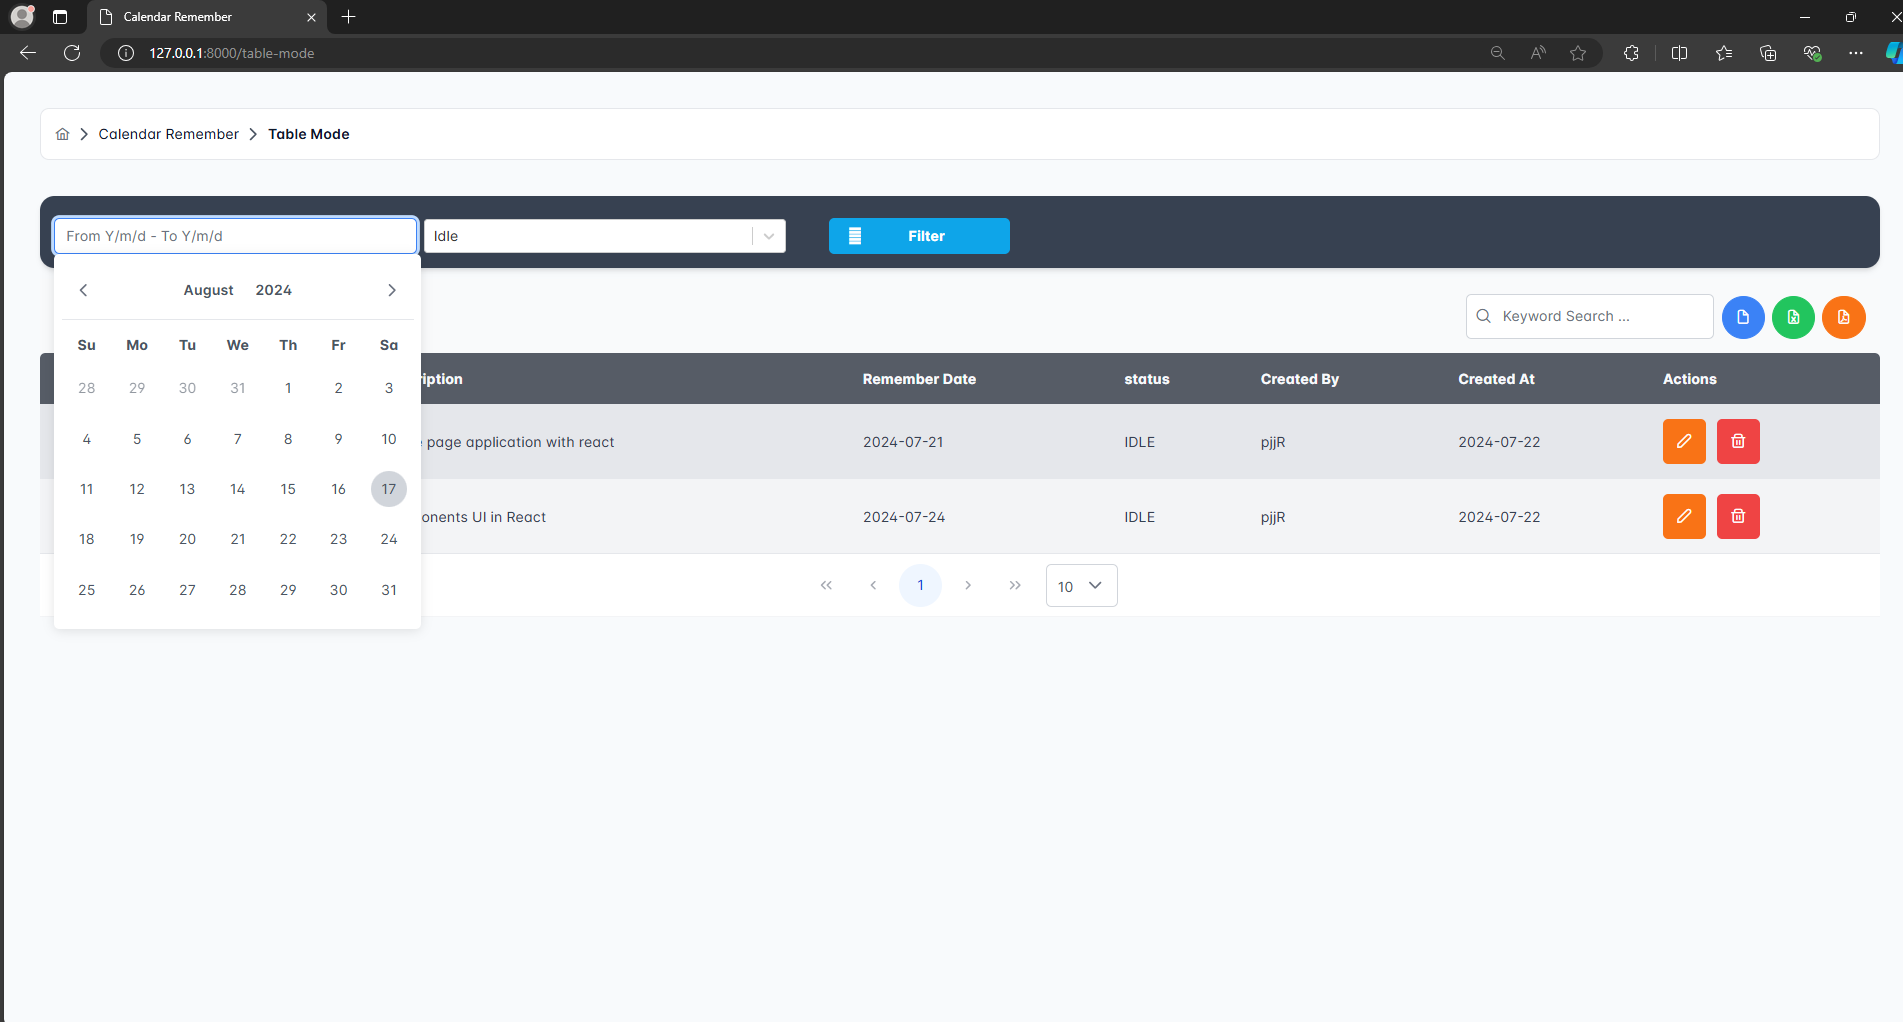 Calendar Remember
127.0.0.1:8000/table-mode
Calendar Remember Table Mode
From Y/m/d - To Y/m/d Idle Filter
August 2024
Keyword Search ...
Su Mo Tu We Th Fr Sa
Remember Date status Created By Created At Actions
28 29 30 31 1 2 3
page application with react 2024-07-21 IDLE pjjR 2024-07-22
4 5 6 7 8 9 10
11 12 13 14 15 16 17
UI in React 2024-07-24 IDLE pjjR 2024-07-22
18 19 20 21 22 23 24
25 26 27 28 29 30 31
1 10